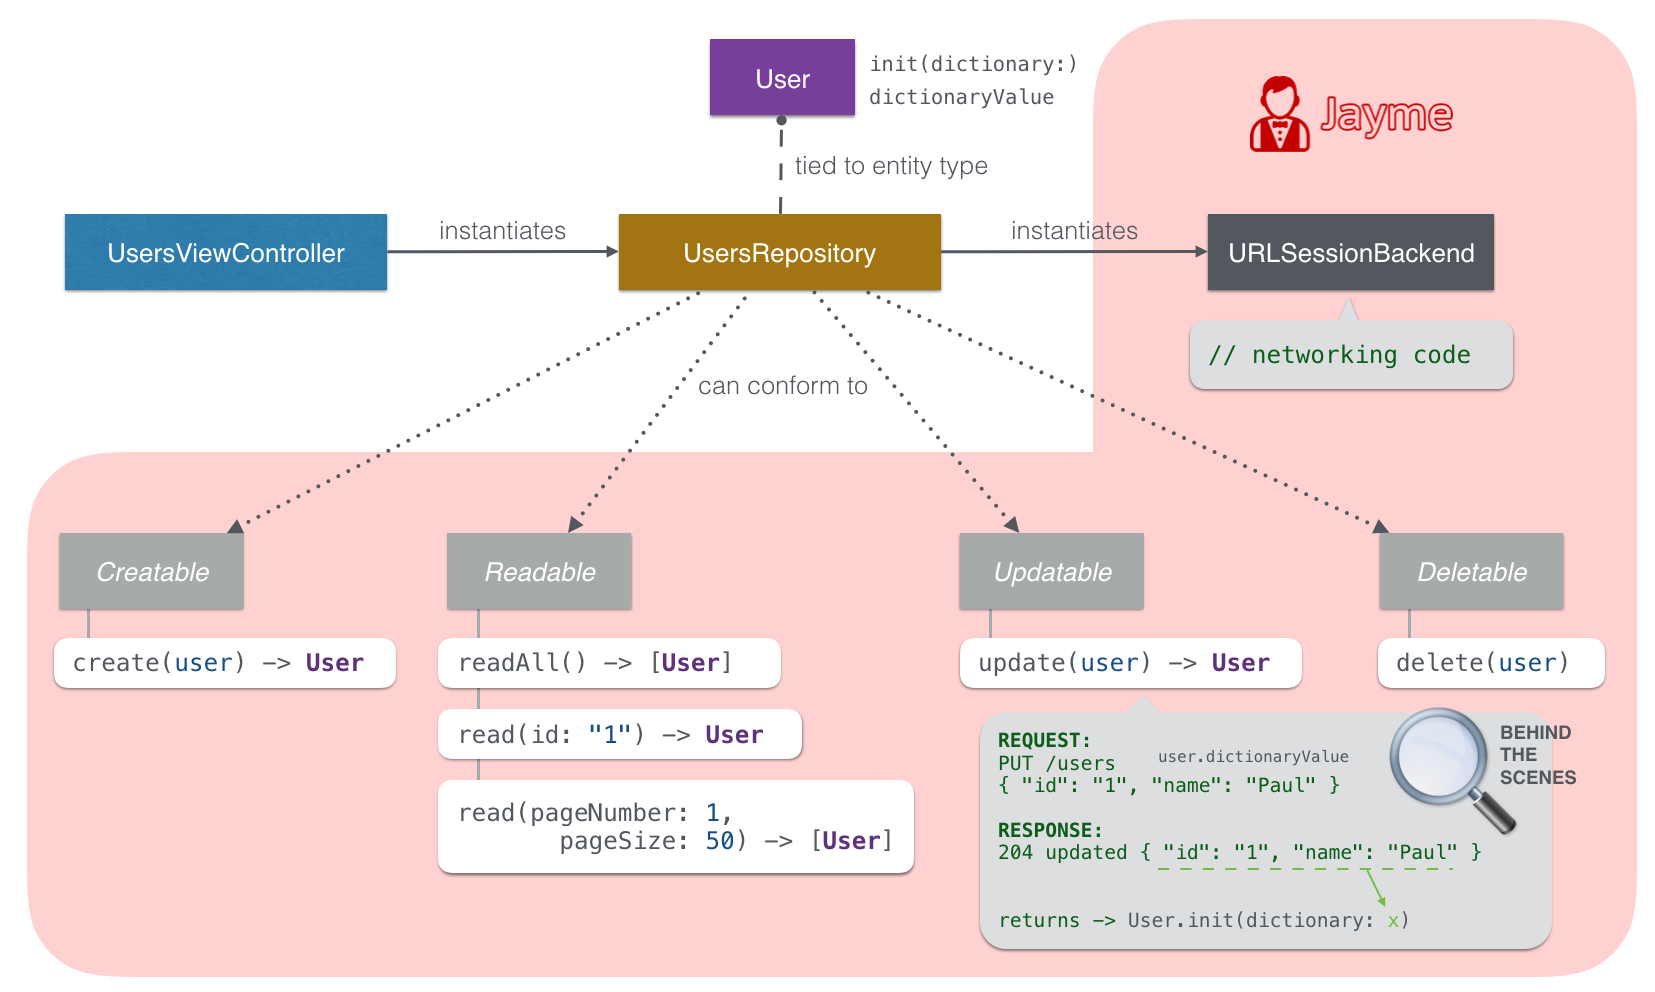 User
init(dictionary:)
dictionaryValue
Jayme
tied to entity type
UsersViewController
instantiates
UsersRepository
instantiates
URLSessionBackend
// networking code
can conform to
Creatable
Readable
Updatable
Deletable
create(user) -> User
readAll() -> [User]
update(user) -> User
delete(user)
read(id: "1") -> User
read(pageNumber: 1,
pageSize: 50) -> [User]
REQUEST:
PUT /users
user.dictionaryValue
{ "id": "1", "name": "Paul" }
BEHIND
THE
SCENES
RESPONSE:
204 updated { "id": "1", "name": "Paul" }
returns -> User.init(dictionary: x)